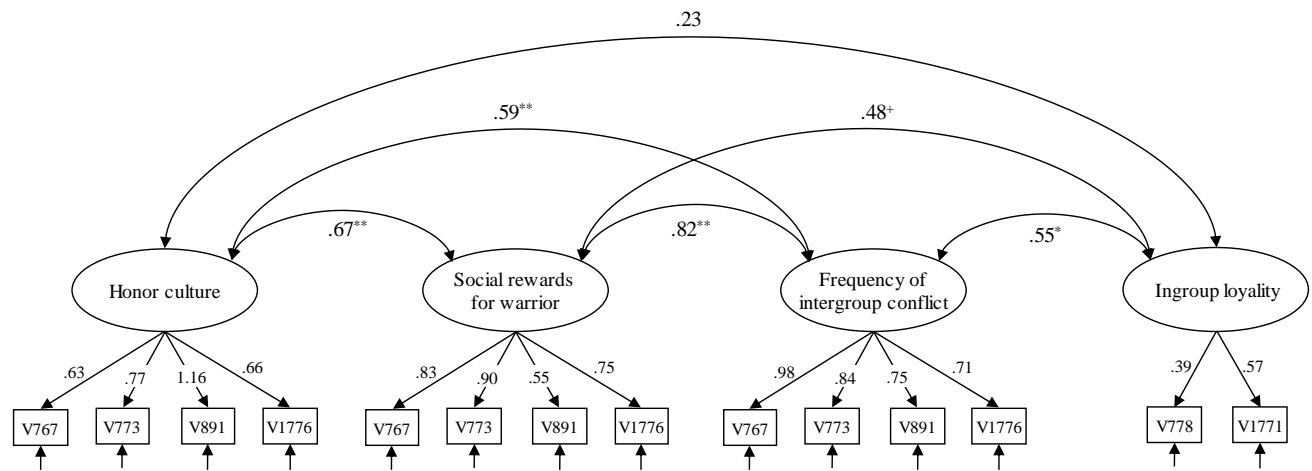 .23
.59**
.48+
.67**
.82**
.55*
Honor culture
Social rewards
for warrior
Frequency of
intergroup conflict
Ingroup loyality
.63
.77
1.16
.66
.83
.90
.55
.75
.98
.84
.75
.71
.39
.57
V767
V773
V891
V1776
V767
V773
V891
V1776
V767
V773
V891
V1776
V778
V1771